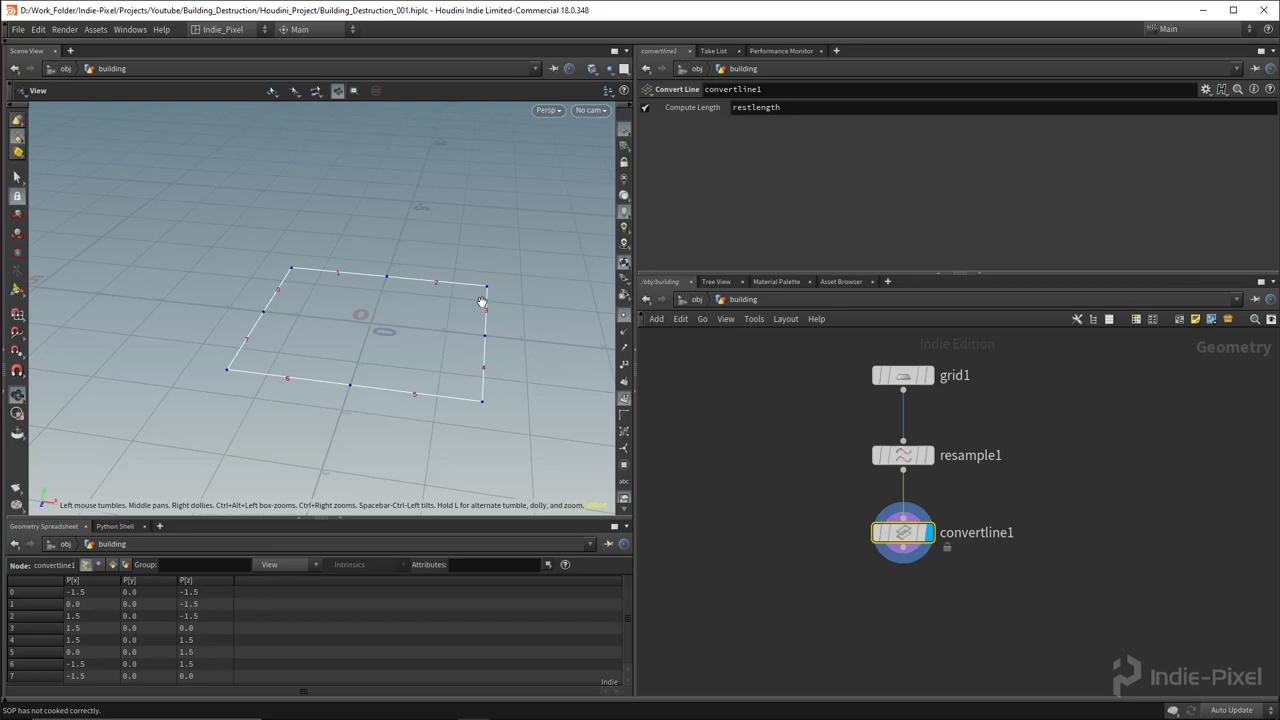 D:/Work_Folder/Indie-Pixel/Projects/Youtube/Building_Destruction/Houdini_Project/Building_Destruction_001.hiplc - Houdini Indie Limited-Commercial 18.0.348
File Edit Render Assets Windows Help Indie_Pixel Main Main
Scene View
obj building
View
Persp No cam
0 1 2 3 4 5 6 7
Left mouse tumbles. Middle pans. Right dollies. Ctrl+Alt+Left box-zooms. Ctrl+Right zooms. Spacebar-Ctrl-Left tilts. Hold L for alternate tumble, dolly, and zoom.
Geometry Spreadsheet Python Shell
obj building
Node: convertline1 Group: View Intrinsics Attributes:
P[x] P[y] P[z]
0 -1.5 0.0 -1.5
1 0.0 0.0 -1.5
2 1.5 0.0 -1.5
3 1.5 0.0 0.0
4 1.5 0.0 1.5
5 0.0 0.0 1.5
6 -1.5 0.0 1.5
7 -1.5 0.0 0.0
Indie
SOP has not cooked correctly.
convertline1 Take List Performance Monitor
obj building
Convert Line convertline1
Compute Length restlength
/obj/building Tree View Material Palette Asset Browser
obj building
Add Edit Go View Tools Layout Help
Indie Edition
Geometry
grid1
resample1
convertline1
Indie-Pixel
Auto Update